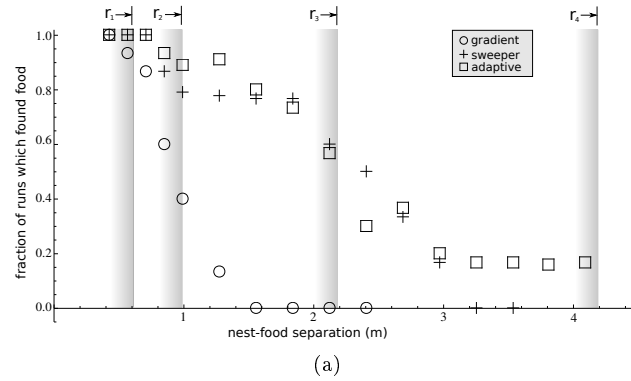 r1 r2 r3 r4
1.0
0.8
0.6
0.4
0.2
0.0
fraction of runs which found food
gradient
sweeper
adaptive
1 2 3 4
nest-food separation (m)
(a)